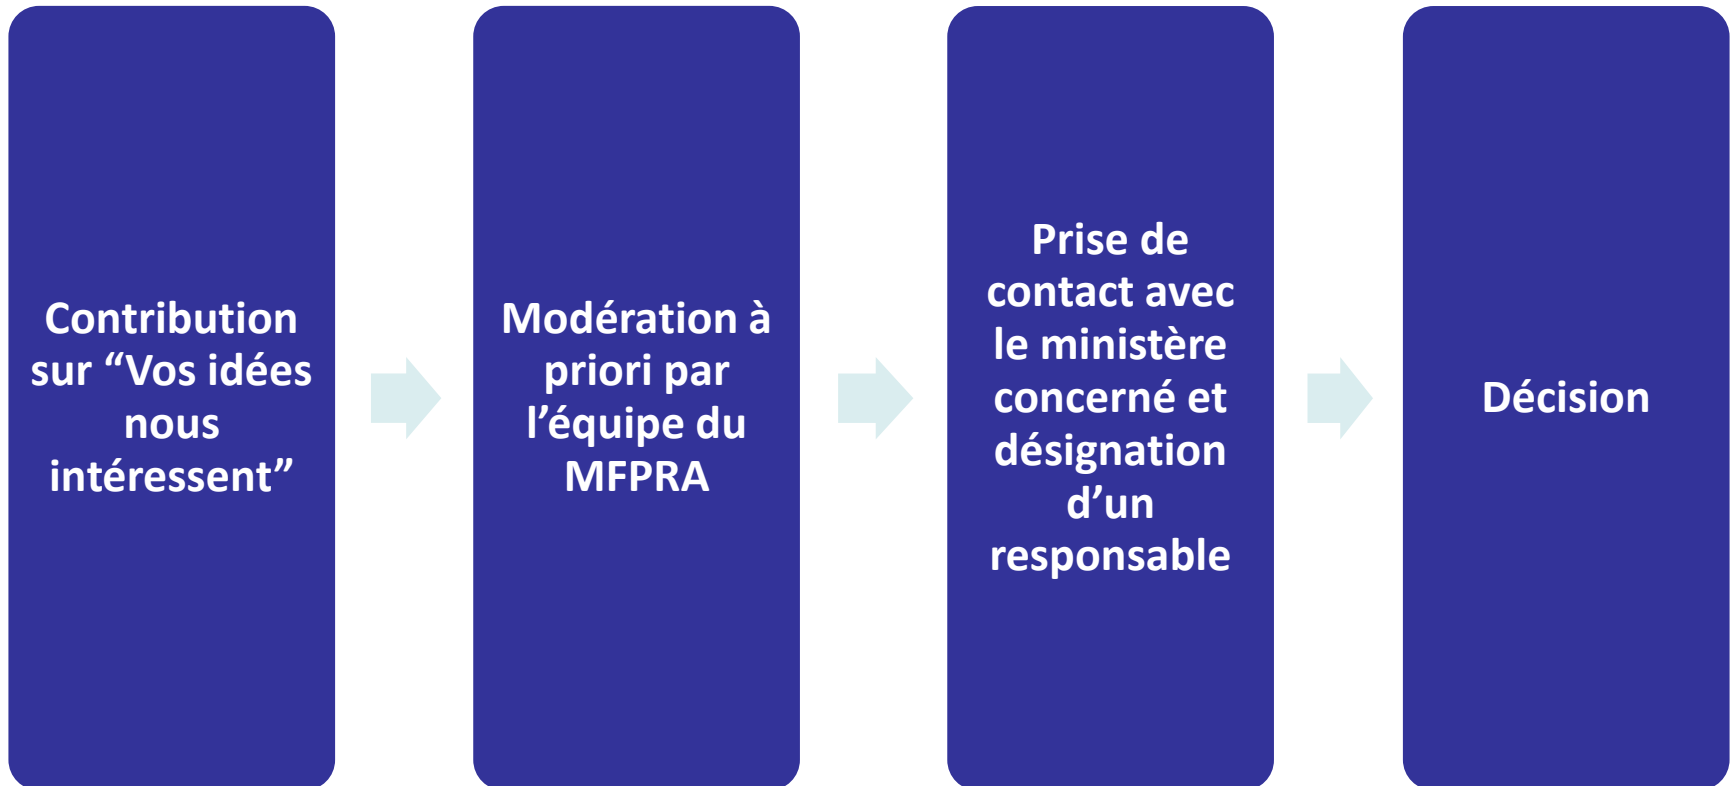 Contribution
sur “Vos idées
nous
intéressent”
Modération à
priori par
l’équipe du
MFPRA
Prise de
contact avec
le ministère
concerné et
désignation
d’un
responsable
Décision